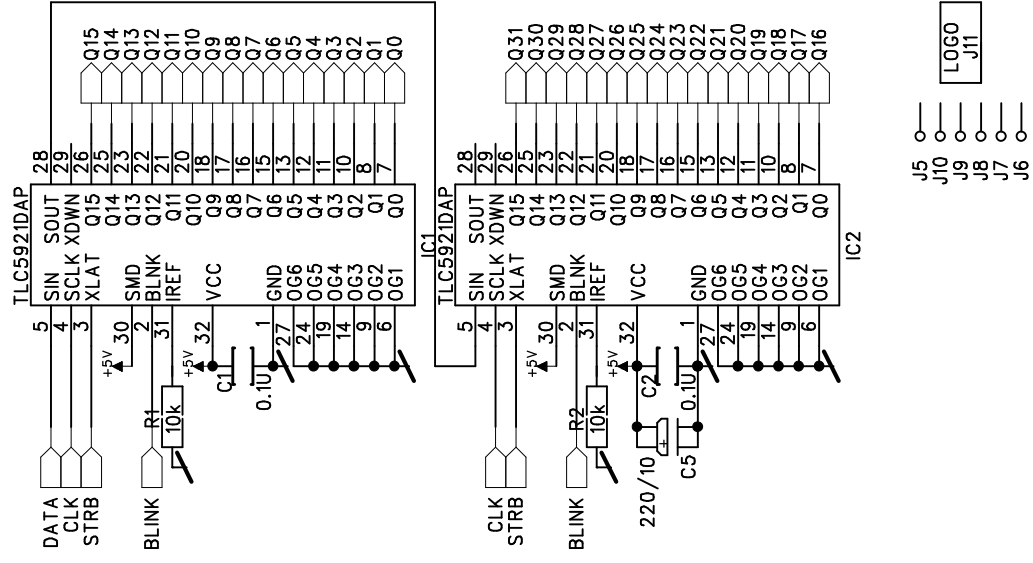 Q15
Q14
Q13
Q12
Q11
Q10
Q9
Q8
Q7
Q6
Q5
Q4
Q3
Q2
Q1
Q0
Q31
Q30
Q29
Q28
Q27
Q26
Q25
Q24
Q23
Q22
Q21
Q20
Q19
Q18
Q17
Q16
LOGO
J11
J5
J10
J9
J8
J7
J6
28
29
26
25
23
22
21
20
18
17
16
15
13
12
11
10
8
7
TLC5921DAP
SOUT
XDWN
Q15
Q14
Q13
Q12
Q11
Q10
Q9
Q8
Q7
Q6
Q5
Q4
Q3
Q2
Q1
Q0
SIN
SCLK
XLAT
SMD
BLNK
IREF
VCC
GND
OG6
OG5
OG4
OG3
OG2
OG1
IC1
5
4
3
30
2
31
32
1
27
24
19
14
9
6
+5V
+5V
C1
0.1U
R1
10k
DATA
CLK
STRB
BLINK
28
29
26
25
23
22
21
20
18
17
16
15
13
12
11
10
8
7
TLC5921DAP
SOUT
XDWN
Q15
Q14
Q13
Q12
Q11
Q10
Q9
Q8
Q7
Q6
Q5
Q4
Q3
Q2
Q1
Q0
SIN
SCLK
XLAT
SMD
BLNK
IREF
VCC
GND
OG6
OG5
OG4
OG3
OG2
OG1
IC2
5
4
3
30
2
31
32
1
27
24
19
14
9
6
+5V
+5V
C2
0.1U
R2
10k
+
220/10
C5
CLK
STRB
BLINK